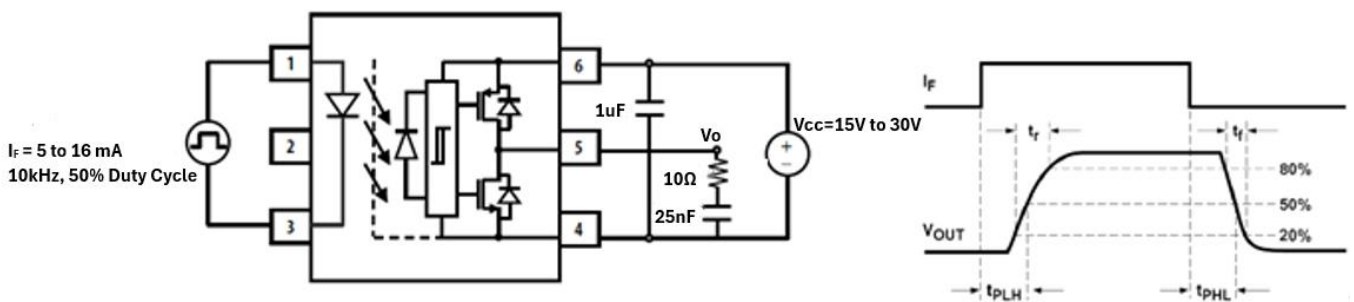 I_F = 5 to 16 mA
10kHz, 50% Duty Cycle
1
2
3
6
5
4
1uF
Vo
10Ω
25nF
Vcc=15V to 30V
+
−
I_F
t_r
t_f
80%
50%
20%
V_OUT
t_PLH
t_PHL